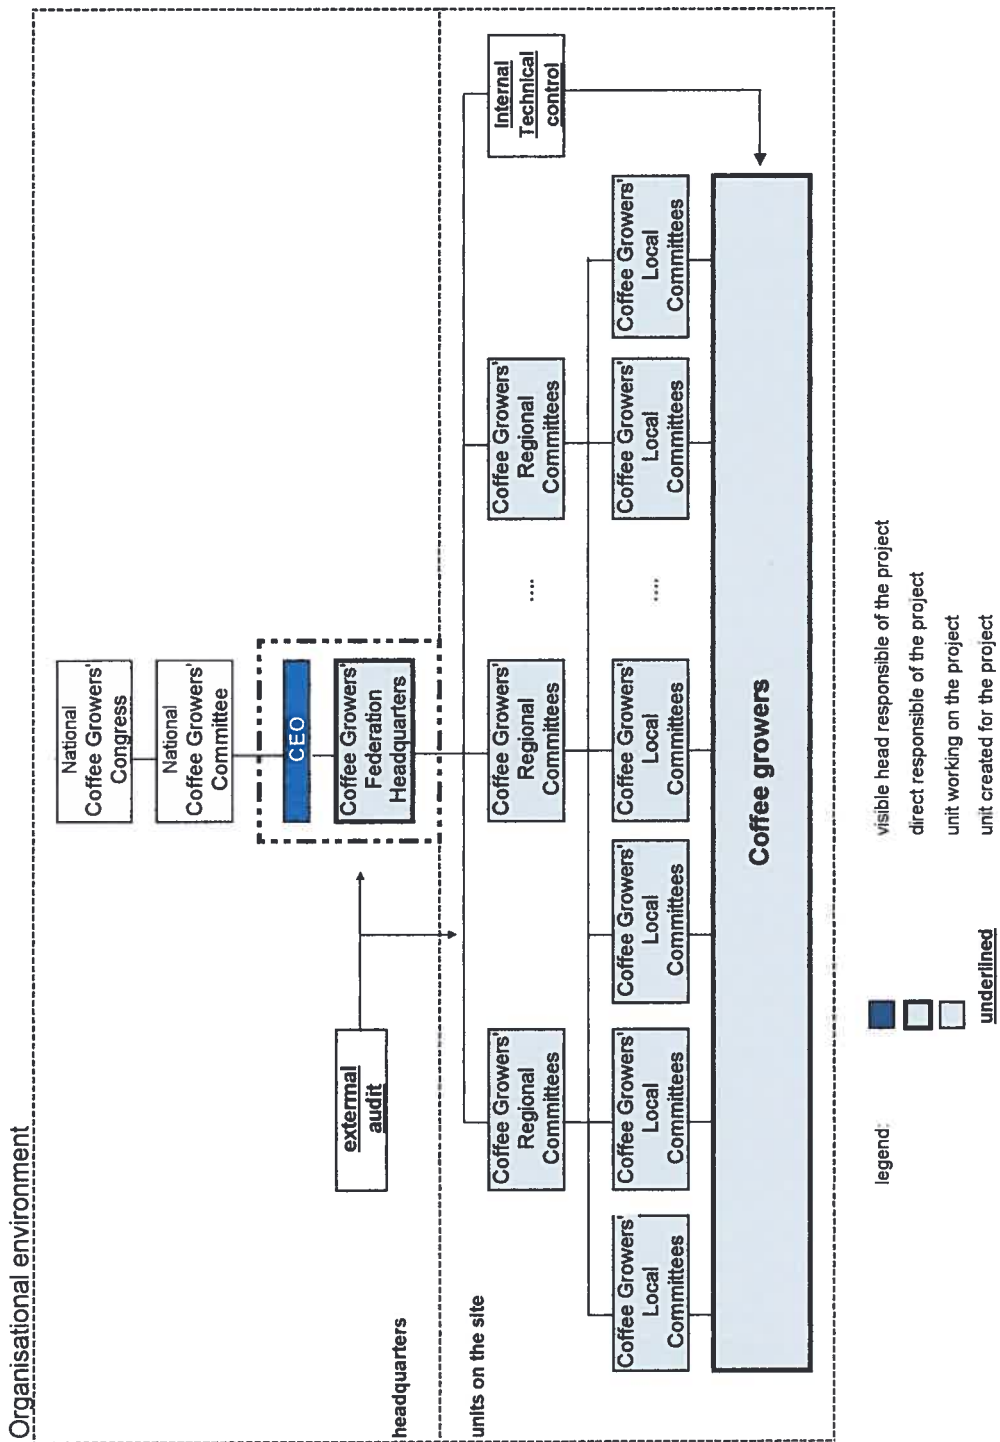 Organisational environment
National
Coffee Growers'
Congress
National
Coffee Growers'
Committee
CEO
Coffee Growers'
Federation
Headquarters
extermal
audit
headquarters
units on the site
Coffee Growers'
Regional
Committees
Coffee Growers'
Regional
Committees
....
Coffee Growers'
Regional
Committees
Internal
Technical
control
Coffee Growers'
Local
Committees
Coffee Growers'
Local
Committees
Coffee Growers'
Local
Committees
Coffee Growers'
Local
Committees
....
Coffee Growers'
Local
Committees
Coffee Growers'
Local
Committees
Coffee growers
legend:
visible head responsible of the project
direct responsible of the project
unit working on the project
underlined
unit created for the project